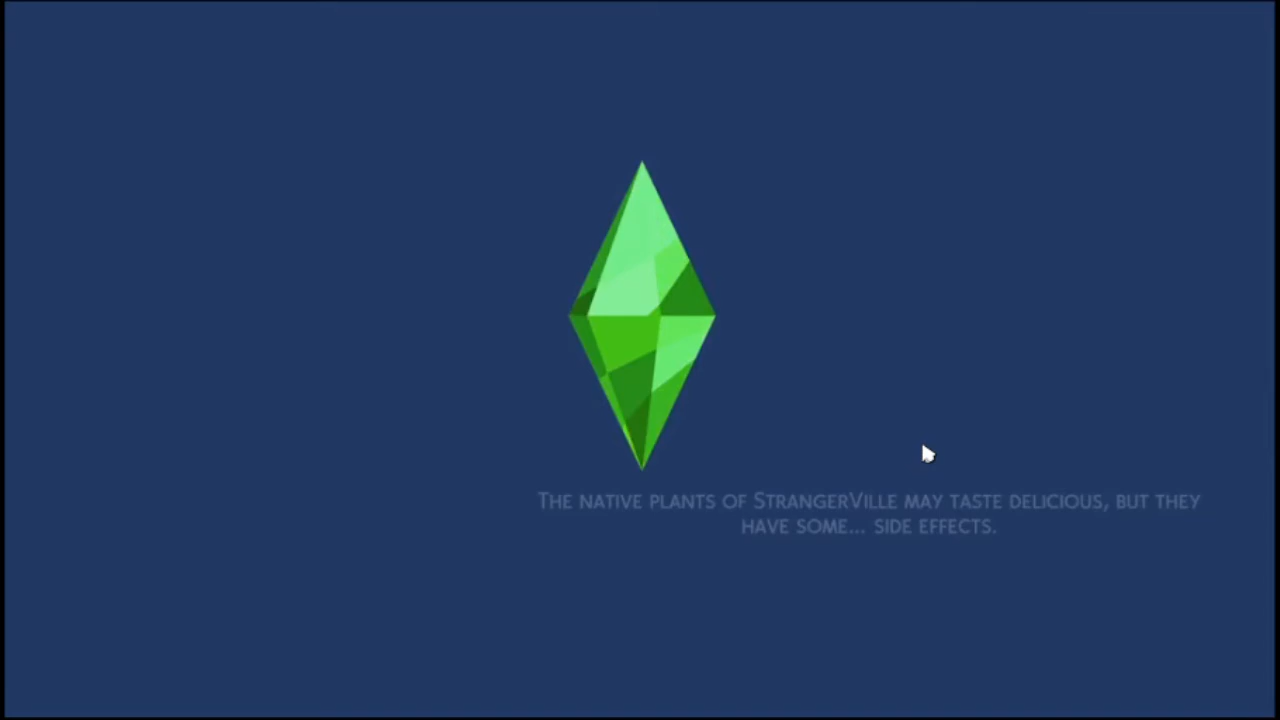 The native plants of StrangerVille may taste delicious, but they
have some... side effects.